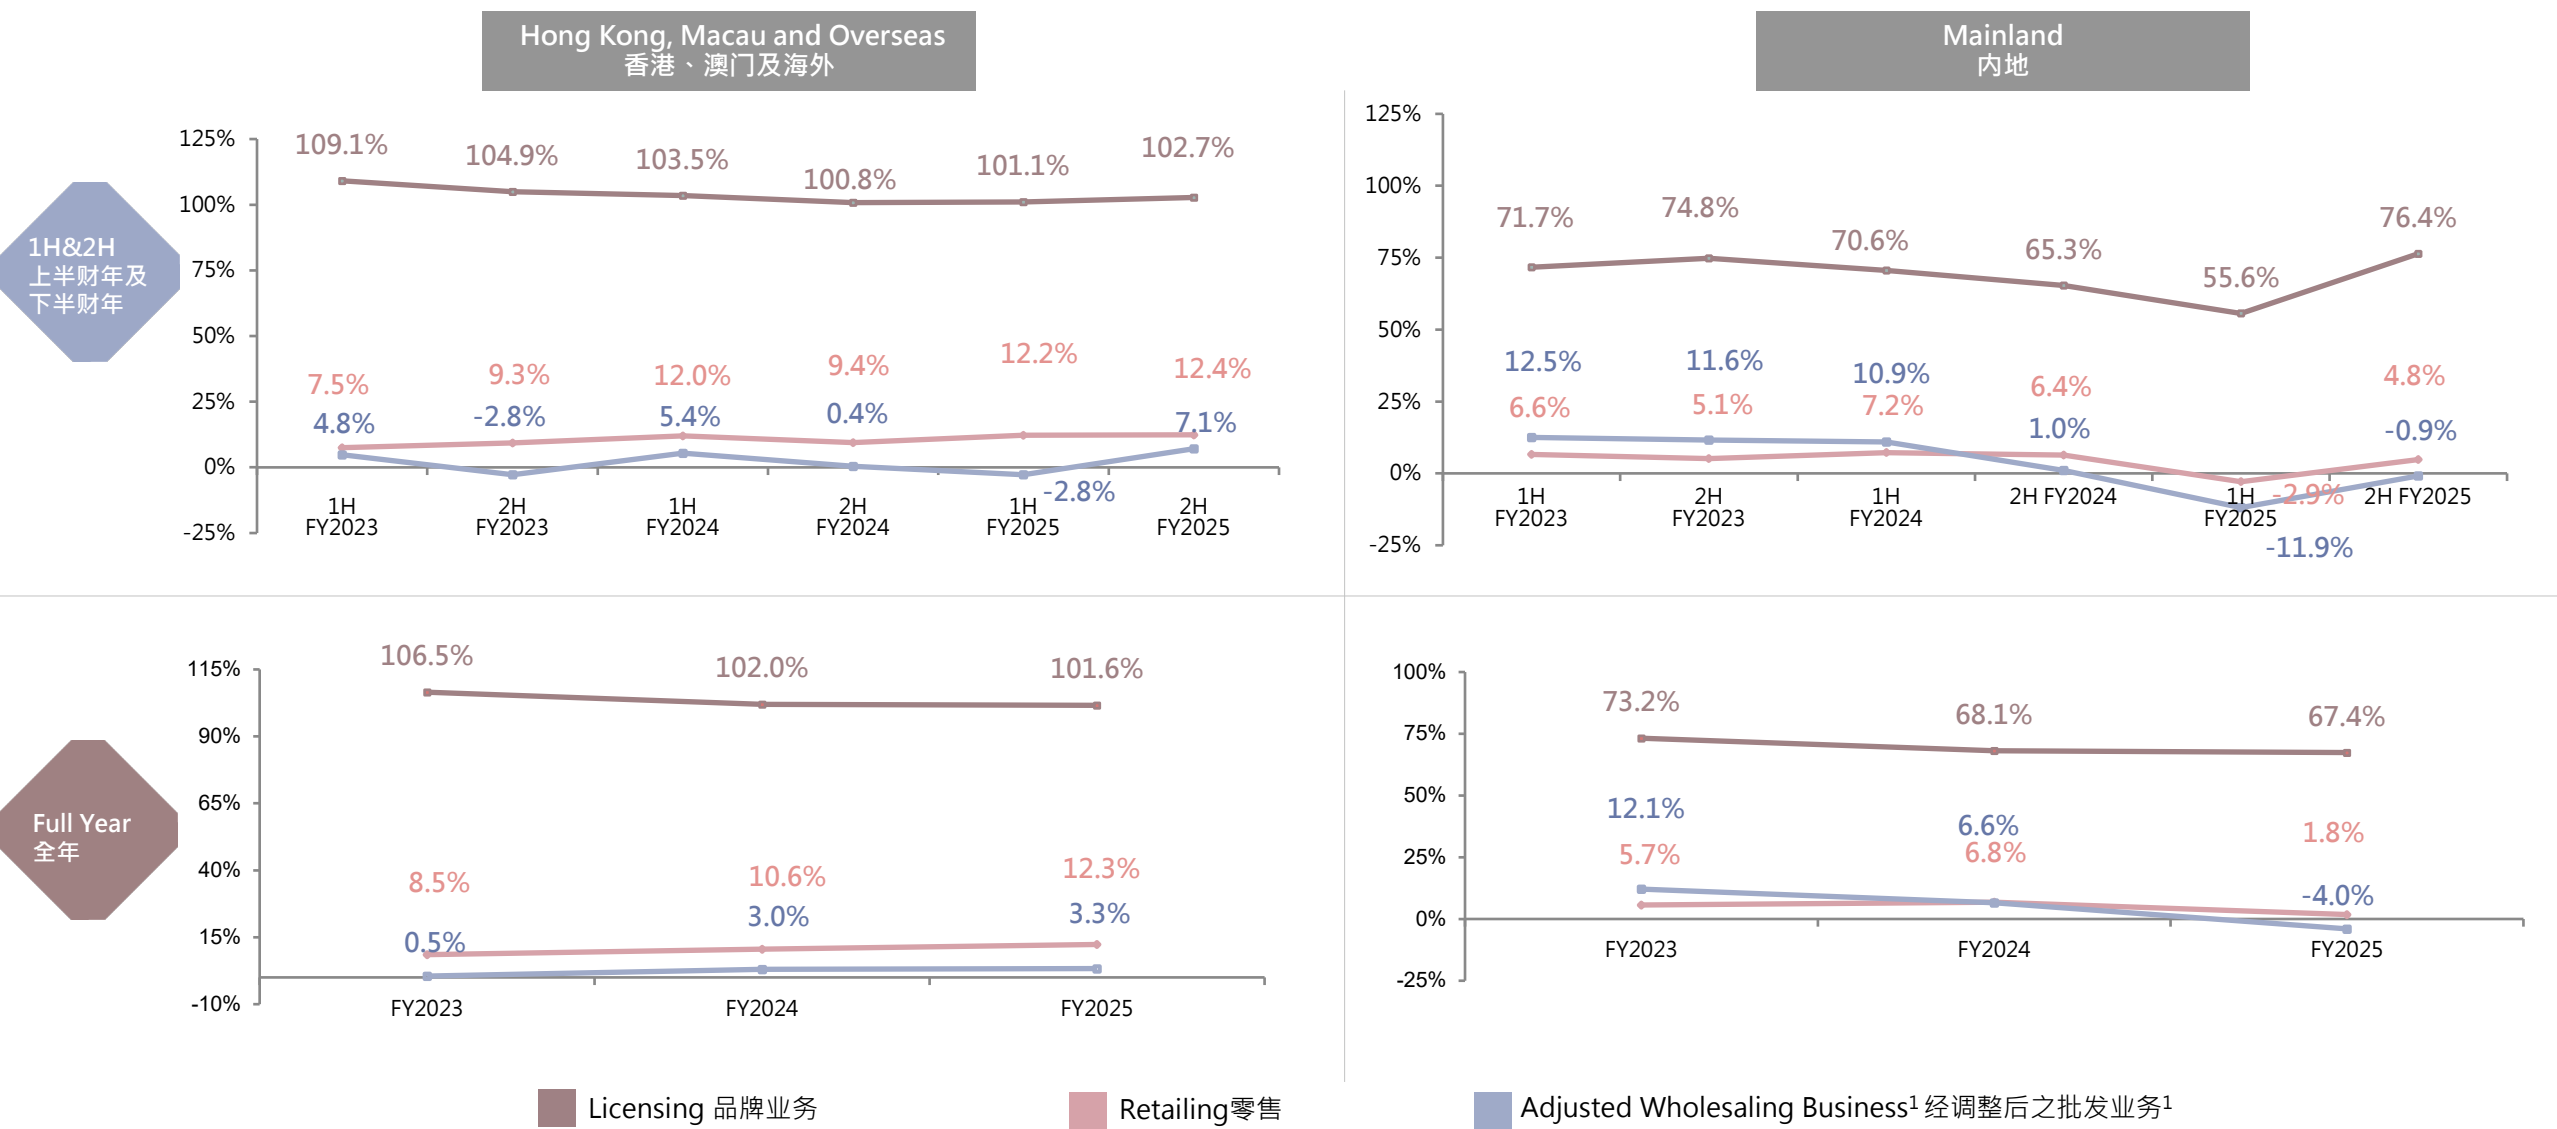 Hong Kong, Macau and Overseas
香港、澳门及海外
Mainland
内地
1H&2H
上半财年及
下半财年
125%
100%
75%
50%
25%
0%
-25%
109.1%
104.9%
103.5%
100.8%
101.1%
102.7%
7.5%
9.3%
12.0%
9.4%
12.2%
12.4%
4.8%
-2.8%
5.4%
0.4%
-2.8%
7.1%
1H
FY2023
2H
FY2023
1H
FY2024
2H
FY2024
1H
FY2025
2H
FY2025
125%
100%
75%
50%
25%
0%
-25%
71.7%
74.8%
70.6%
65.3%
55.6%
76.4%
12.5%
11.6%
10.9%
1.0%
-11.9%
-0.9%
6.6%
5.1%
7.2%
6.4%
-2.9%
4.8%
1H
FY2023
2H
FY2023
1H
FY2024
2H FY2024
1H
FY2025
2H FY2025
Full Year
全年
115%
90%
65%
40%
15%
-10%
106.5%
102.0%
101.6%
8.5%
10.6%
12.3%
0.5%
3.0%
3.3%
FY2023
FY2024
FY2025
100%
75%
50%
25%
0%
-25%
73.2%
68.1%
67.4%
12.1%
6.6%
-4.0%
5.7%
6.8%
1.8%
FY2023
FY2024
FY2025
Licensing 品牌业务
Retailing零售
Adjusted Wholesaling Business¹ 经调整后之批发业务¹